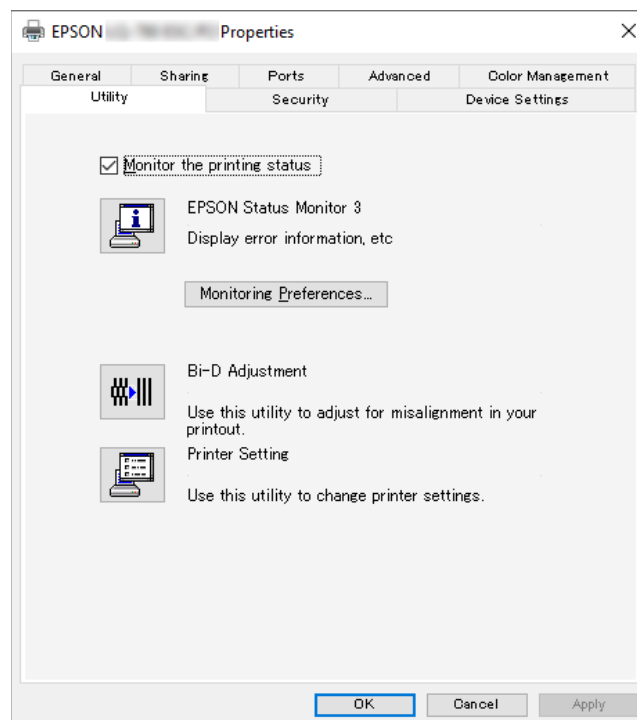 EPSON Properties
General Sharing Ports Advanced Color Management
Utility Security Device Settings
Monitor the printing status
EPSON Status Monitor 3
Display error information, etc
Monitoring Preferences...
Bi-D Adjustment
Use this utility to adjust for misalignment in your
printout.
Printer Setting
Use this utility to change printer settings.
OK Cancel Apply